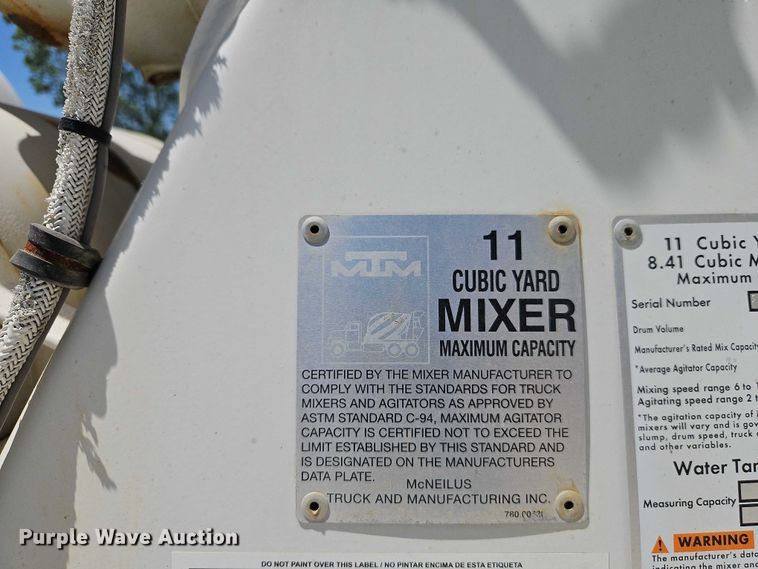 MTM
11
CUBIC YARD
MIXER
MAXIMUM CAPACITY
CERTIFIED BY THE MIXER MANUFACTURER TO
COMPLY WITH THE STANDARDS FOR TRUCK
MIXERS AND AGITATORS AS APPROVED BY
ASTM STANDARD C-94, MAXIMUM AGITATOR
CAPACITY IS CERTIFIED NOT TO EXCEED THE
LIMIT ESTABLISHED BY THIS STANDARD AND
IS DESIGNATED ON THE MANUFACTURERS
DATA PLATE.
McNEILUS
TRUCK AND MANUFACTURING INC.
11 Cubic
8.41 Cubic
Maximum
Serial Number
Drum Volume
Manufacturer's Rated Mix Capacity
*Average Agitator Capacity
Mixing speed range 6 to
Agitating speed range 2
*The agitation capacity of
mixers will vary and is
slump, drum speed, truck
and other variables.
Water
Measuring Capacity
WARNING
The manufacturer's
indicating the mixer
DO NOT PAINT OVER THIS LABEL / NO PINTAR ENCIMA DE ESTA ETIQUETA
Purple Wave Auction